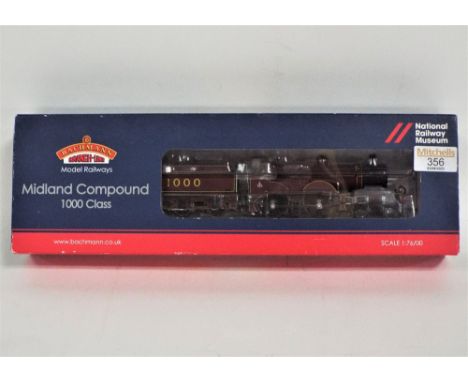 BACHMANN
BRANCH-LINE
Model Railways
Midland Compound
1000 Class
1000
National
Railway
Museum
Mitchells
356
www.bachmann.co.uk
SCALE 1:76/00